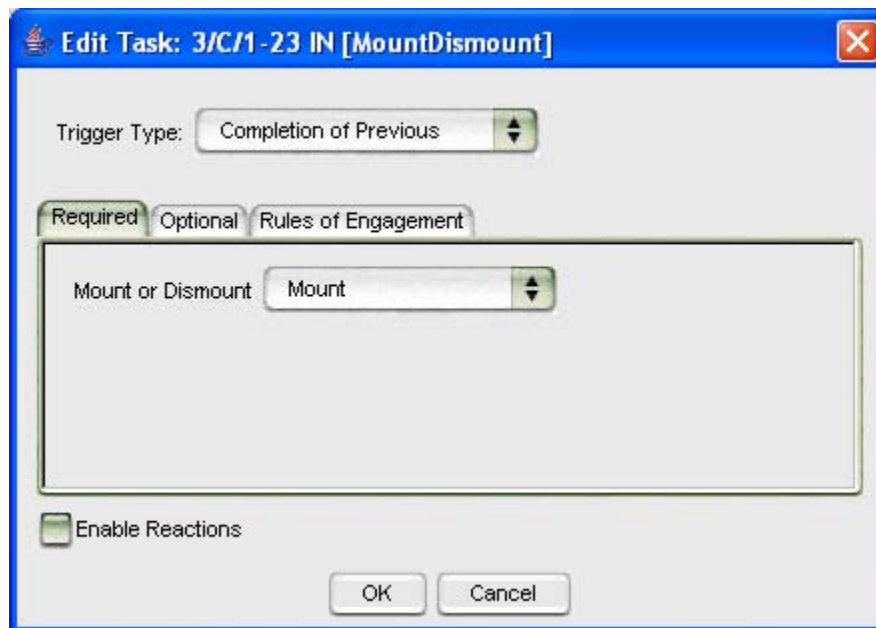 Edit Task: 3/C/1-23 IN [MountDismount]
Trigger Type: Completion of Previous
Required Optional Rules of Engagement
Mount or Dismount Mount
Enable Reactions
OK Cancel